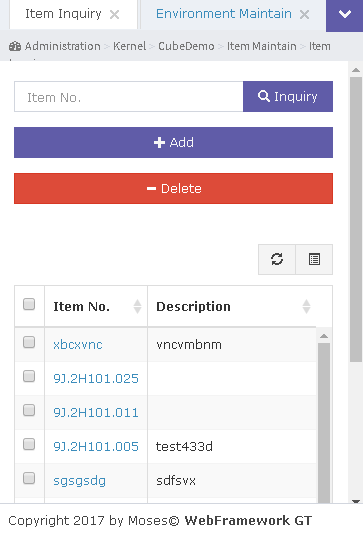 Item Inquiry × Environment Maintain ×
Administration > Kernel > CubeDemo > Item Maintain > Item
Item No. Inquiry
Add
Delete
Item No. Description
xbcxvnc vncvmbnm
9J.2H101.025
9J.2H101.011
9J.2H101.005 test433d
sgsgsdg sdfsvx
Copyright 2017 by Moses© WebFramework GT